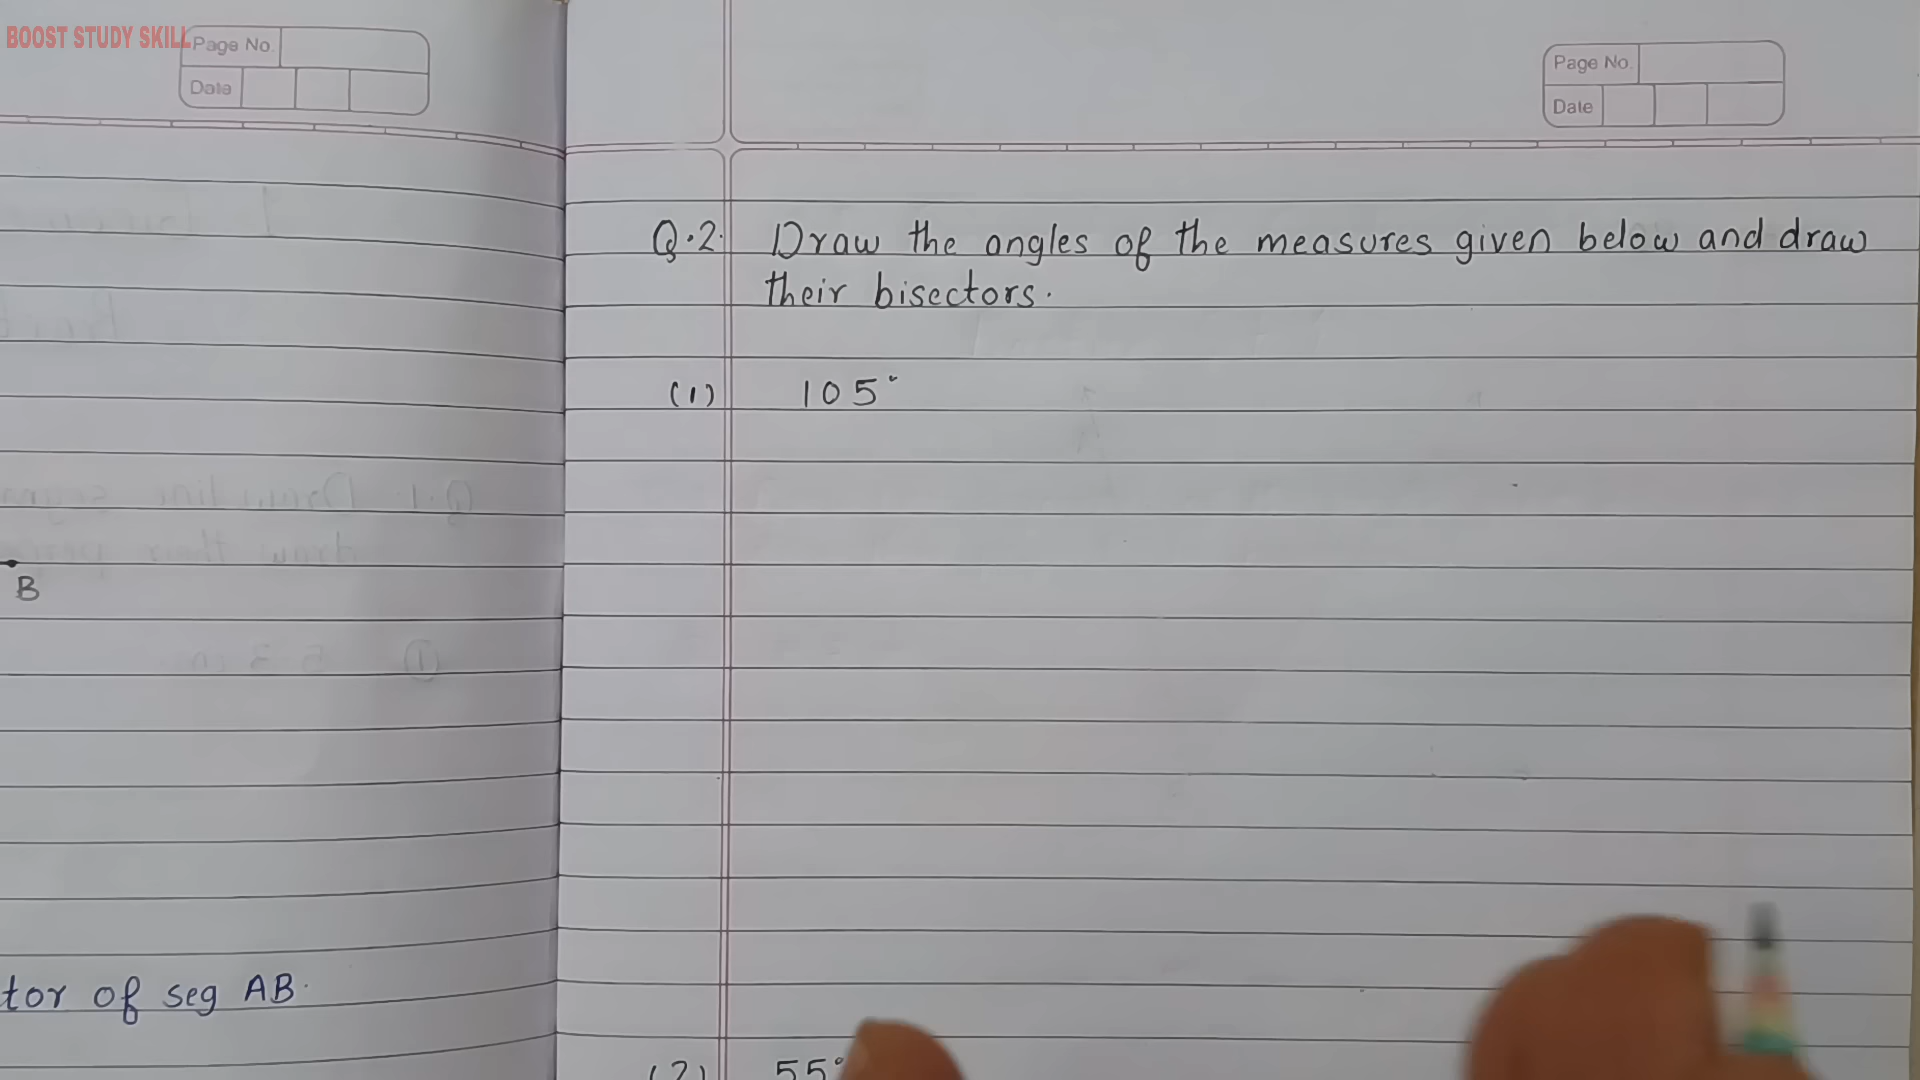 BOOST STUDY SKILL
Page No.
Date
B
tor of seg AB.
Page No.
Date
Q.2. Draw the angles of the measures given below and draw
their bisectors.
(1) 105°
(2) 55°